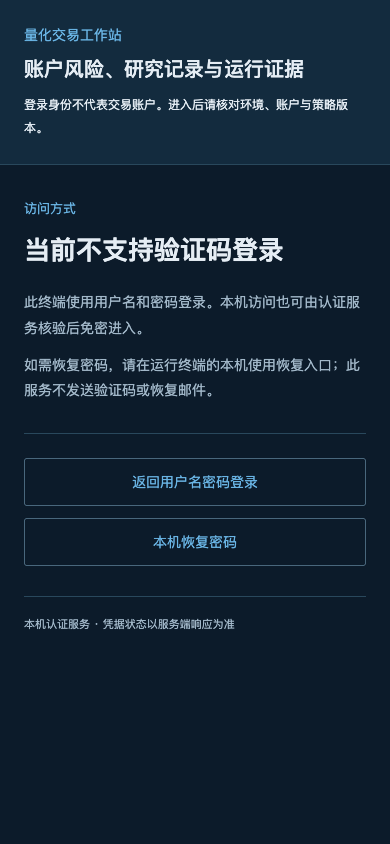 量化交易工作站
账户风险、研究记录与运行证据
登录身份不代表交易账户。进入后请核对环境、账户与策略版
本。
访问方式
当前不支持验证码登录
此终端使用用户名和密码登录。本机访问也可由认证服
务核验后免密进入。
如需恢复密码，请在运行终端的本机使用恢复入口；此
服务不发送验证码或恢复邮件。
返回用户名密码登录
本机恢复密码
本机认证服务 · 凭据状态以服务端响应为准